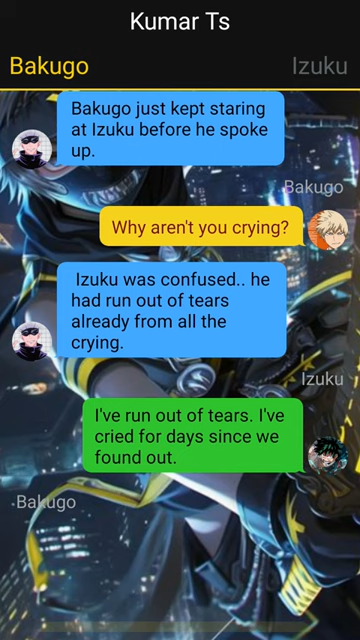 Kumar Ts
Bakugo
Izuku
Bakugo just kept staring
at Izuku before he spoke
up.
Bakugo
Why aren't you crying?
Izuku was confused.. he
had run out of tears
already from all the
crying.
Izuku
I've run out of tears. I've
cried for days since we
found out.
Bakugo